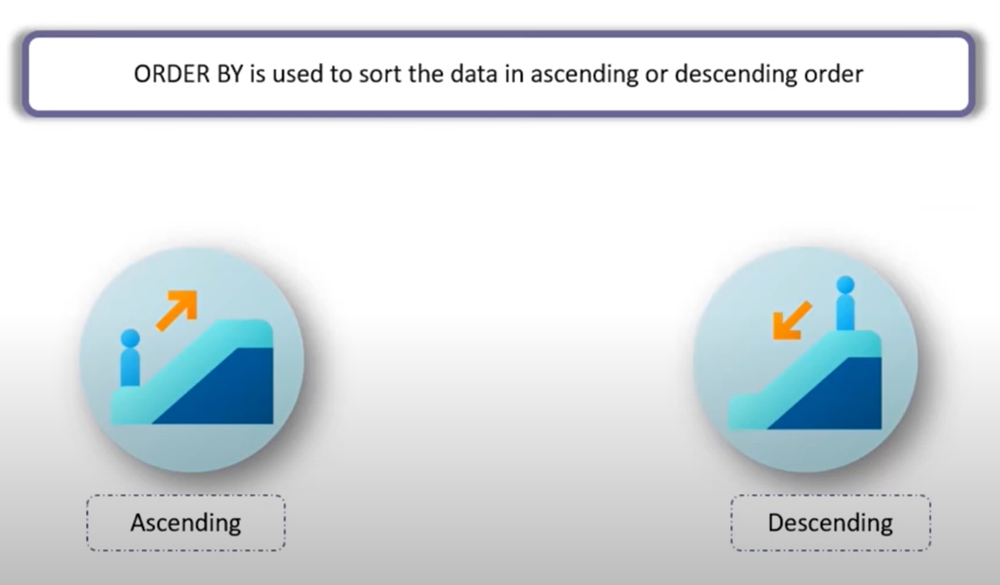 ORDER BY is used to sort the data in ascending or descending order
Ascending
Descending